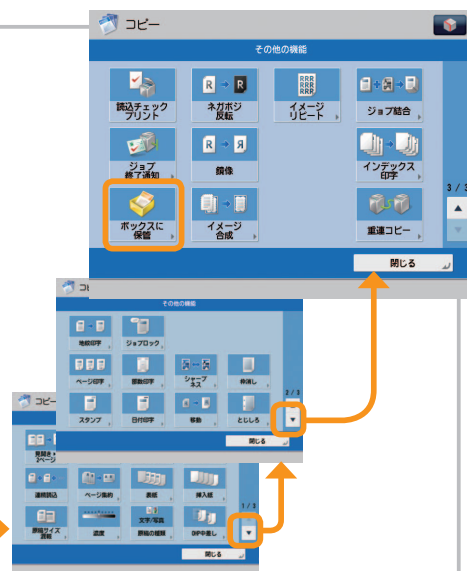 コピー
その他の機能
読込チェック
プリント
ネガポジ
反転
イメージ
リピート
ジョブ結合
ジョブ
終了通知
鏡像
インデックス
印字
ボックスに
保管
イメージ
合成
重連コピー
3 / 3
閉じる
コピ
その他の機能
地紋印字
ジョブロック
ページ印字
部数印字
シャープ
ネス
枠消し
スタンプ
日付印字
移動
とじしろ
2 / 3
閉じる
コピー
見開き▸
2ページ
連続読込
ページ集約
表紙
挿入紙
原稿サイズ
混載
濃度
文字/写真
原稿の種類
OHP中差し
1 / 3
閉じる